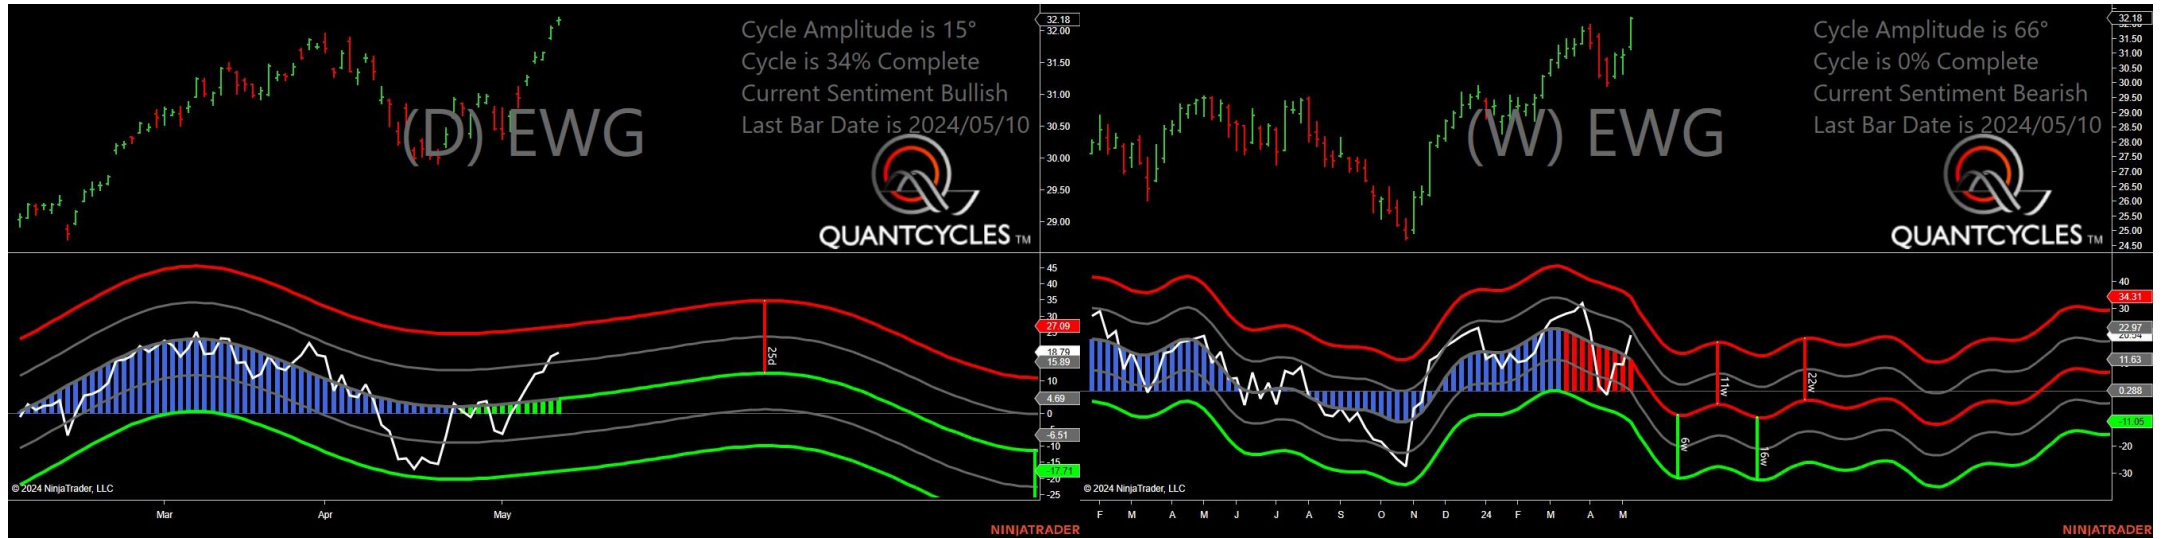 Cycle Amplitude is 15°
Cycle is 34% Complete
Current Sentiment Bullish
Last Bar Date is 2024/05/10
(D) EWG
QUANTCYCLES TM
32.18
32.00
31.50
31.00
30.50
30.00
29.50
29.00
45
40
35
30
27.09
18.79
15.89
10
4.69
0
-6.51
-10
-15
-17.71
-20
-25
25d
© 2024 NinjaTrader, LLC
Mar
Apr
May
NINJATRADER
Cycle Amplitude is 66°
Cycle is 0% Complete
Current Sentiment Bearish
Last Bar Date is 2024/05/10
(W) EWG
QUANTCYCLES TM
32.18
31.50
31.00
30.50
30.00
29.50
29.00
28.50
28.00
27.50
27.00
26.50
26.00
25.50
25.00
24.50
40
34.31
30
22.97
11.63
0.288
-11.05
-20
-30
11w
22w
6w
16w
© 2024 NinjaTrader, LLC
F M A M J J A S O N D 24 F M A M
NINJATRADER